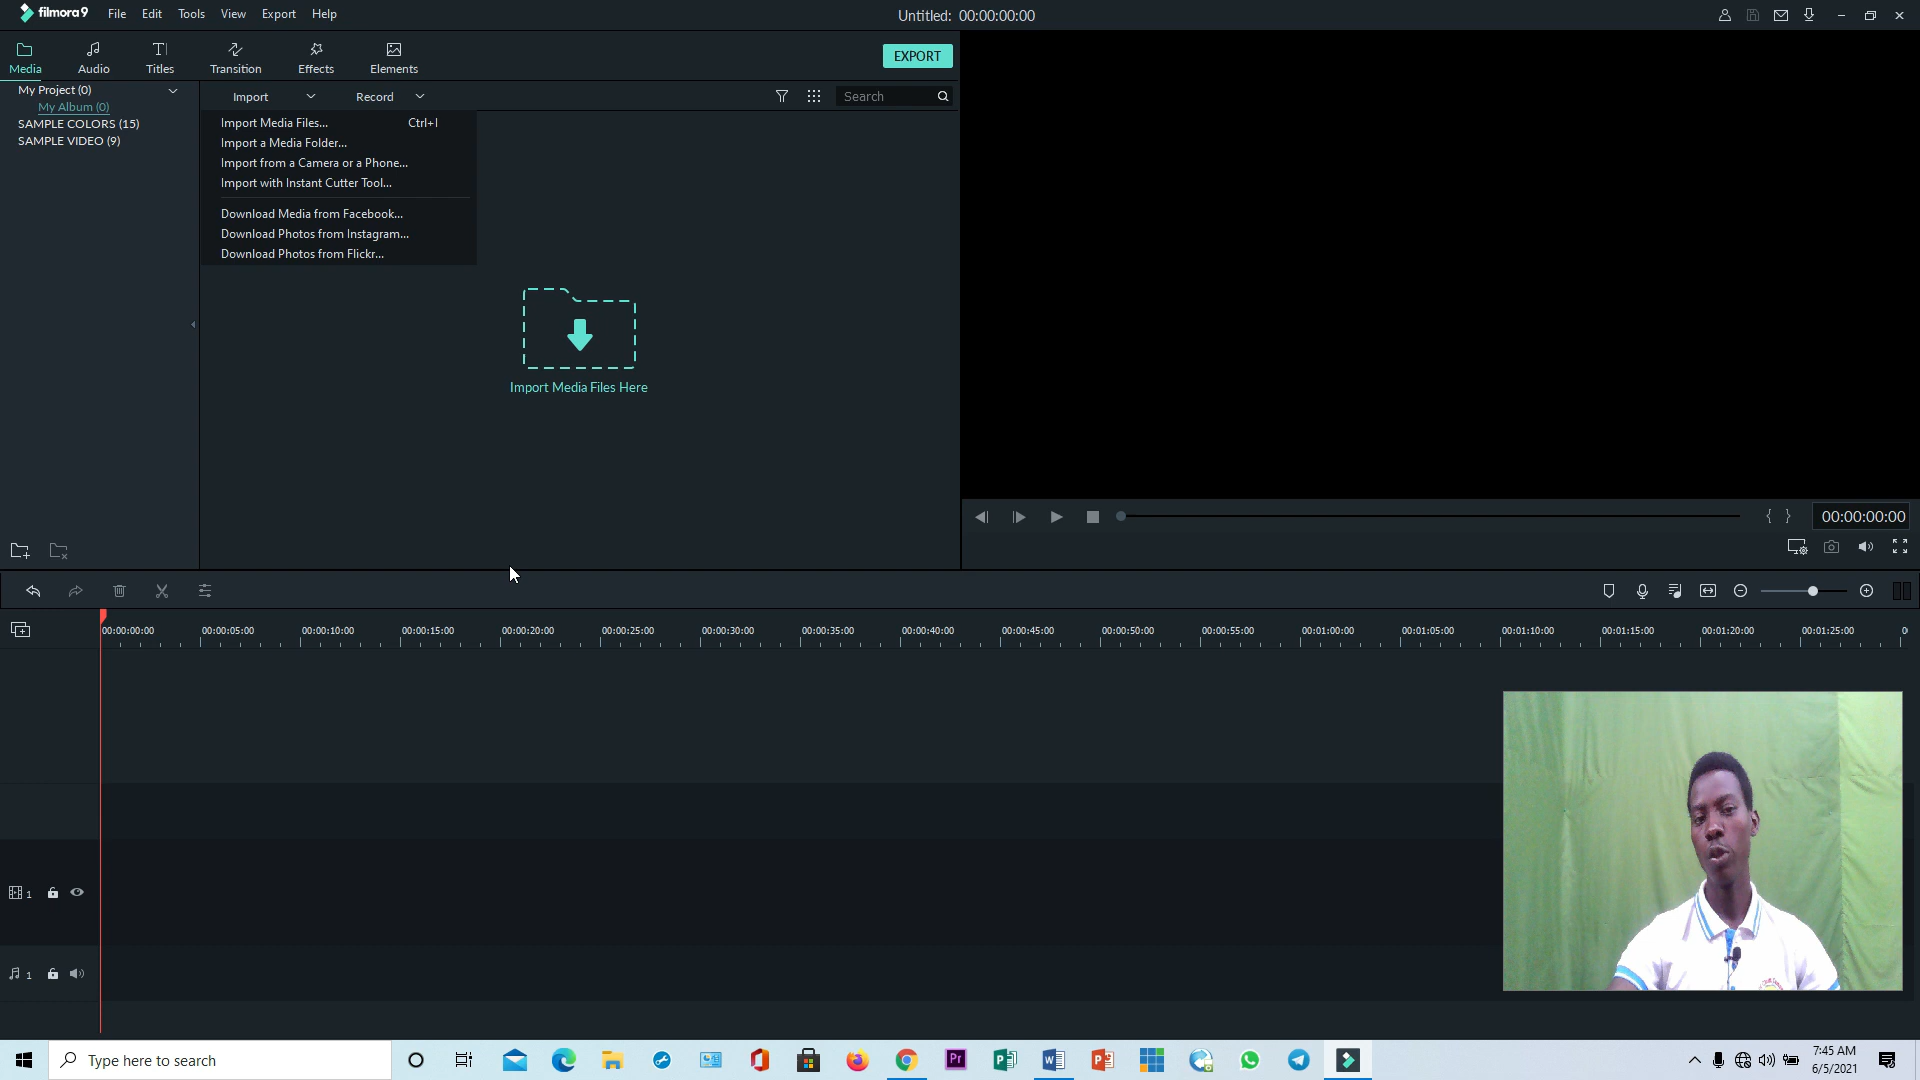 filmora9 File Edit Tools View Export Help
Untitled: 00:00:00:00
Media Audio Titles Transition Effects Elements
EXPORT
My Project (0)
My Album (0)
SAMPLE COLORS (15)
SAMPLE VIDEO (9)
Import Record
Search
Import Media Files... Ctrl+I
Import a Media Folder...
Import from a Camera or a Phone...
Import with Instant Cutter Tool...
Download Media from Facebook...
Download Photos from Instagram...
Download Photos from Flickr...
Import Media Files Here
{ } 00:00:00:00
00:00:00:00 00:00:05:00 00:00:10:00 00:00:15:00 00:00:20:00 00:00:25:00 00:00:30:00 00:00:35:00 00:00:40:00 00:00:45:00 00:00:50:00 00:00:55:00 00:01:00:00 00:01:05:00 00:01:10:00 00:01:15:00 00:01:20:00 00:01:25:00
1
1
Type here to search
Pr
7:45 AM
6/5/2021